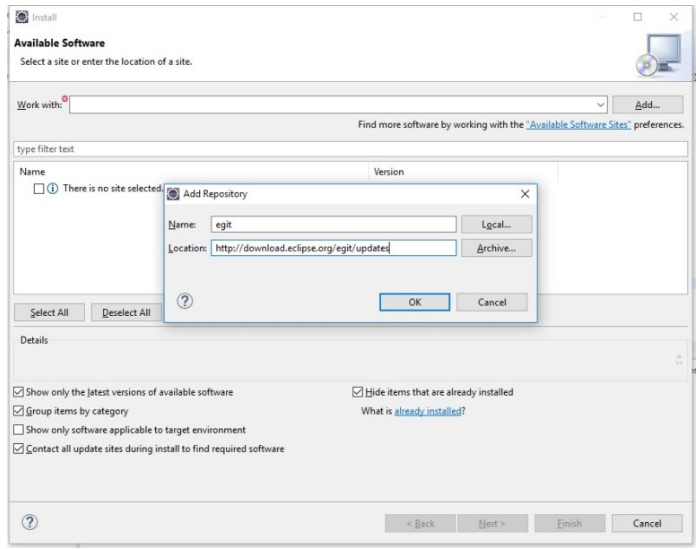 Install
Available Software
Select a site or enter the location of a site.
Work with:
Add...
Find more software by working with the "Available Software Sites" preferences.
type filter text
Name Version
There is no site selected.
Add Repository
Name: egit Local...
Location: http://download.eclipse.org/egit/updates Archive...
OK Cancel
Select All Deselect All
Details
Show only the latest versions of available software Hide items that are already installed
Group items by category What is already installed?
Show only software applicable to target environment
Contact all update sites during install to find required software
< Back Next > Finish Cancel